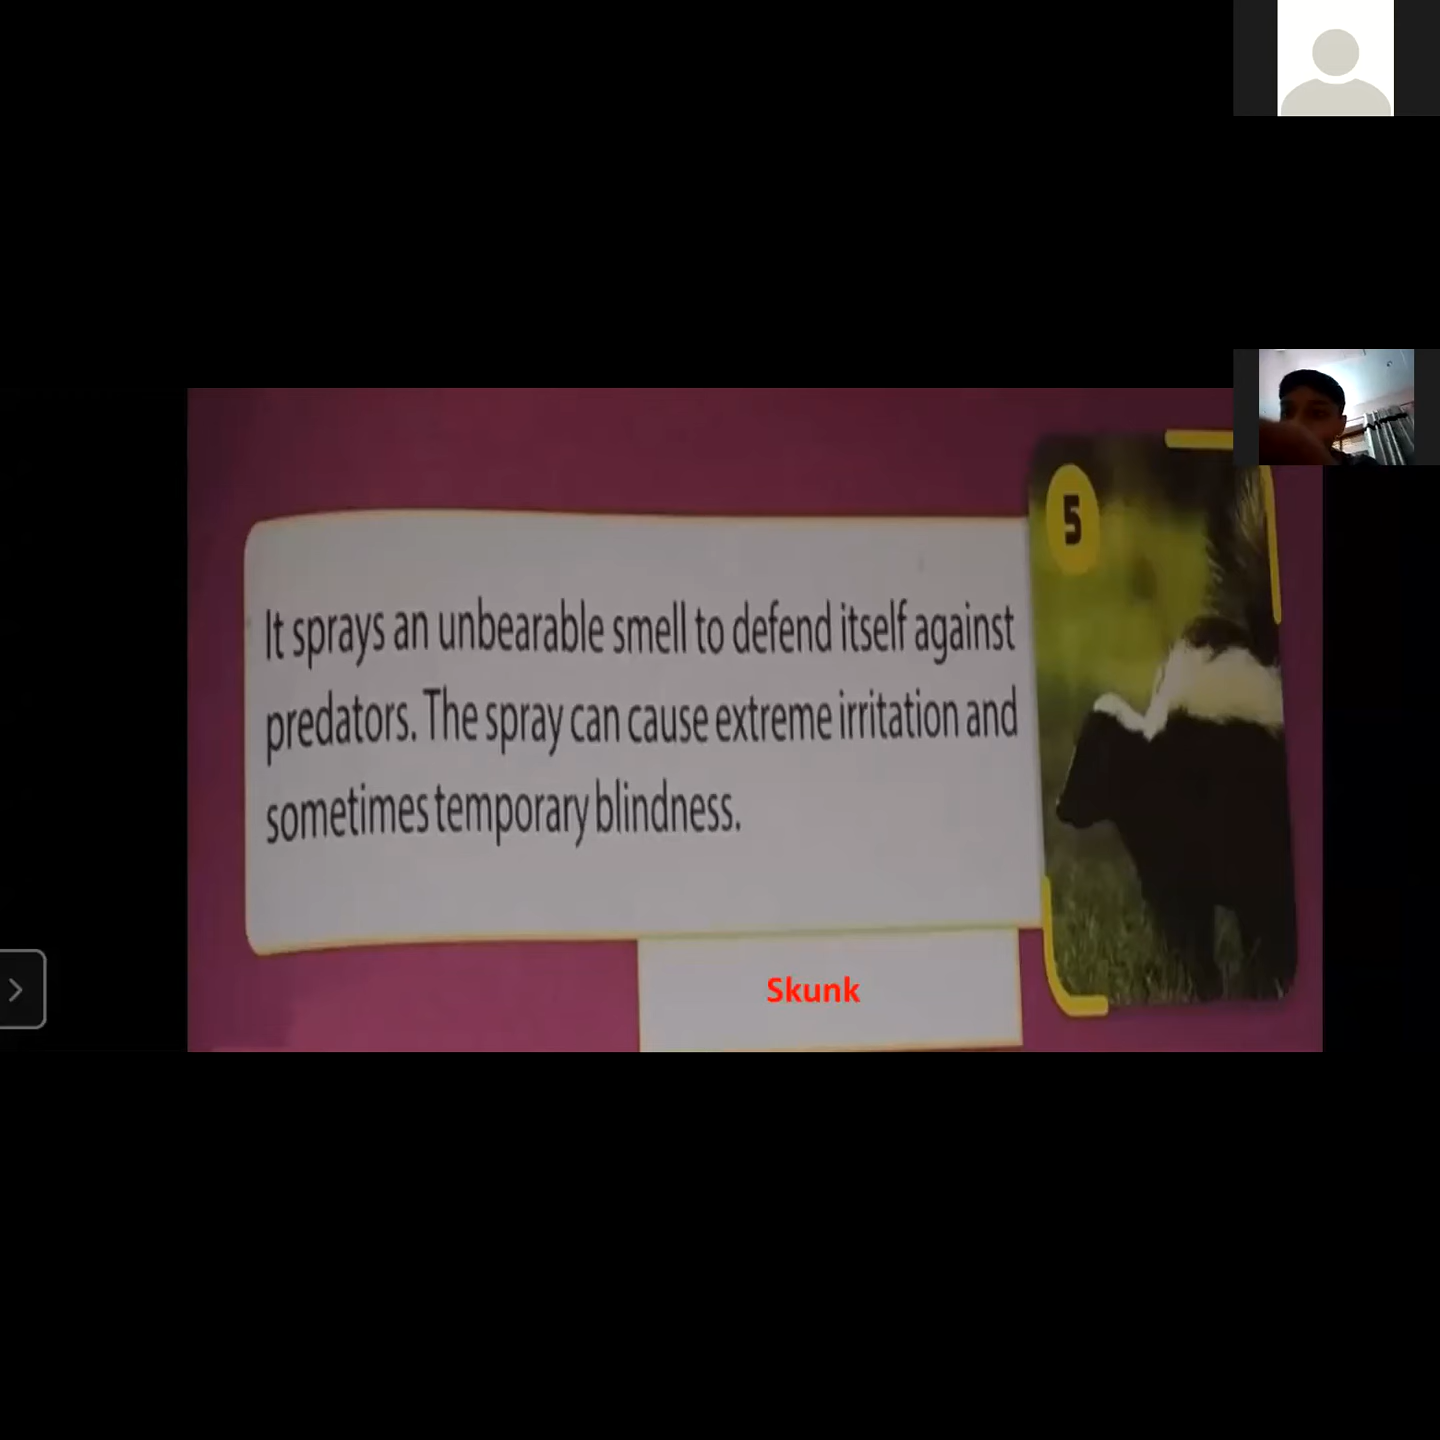 5
It sprays an unbearable smell to defend itself against
predators. The spray can cause extreme irritation and
sometimes temporary blindness.
Skunk